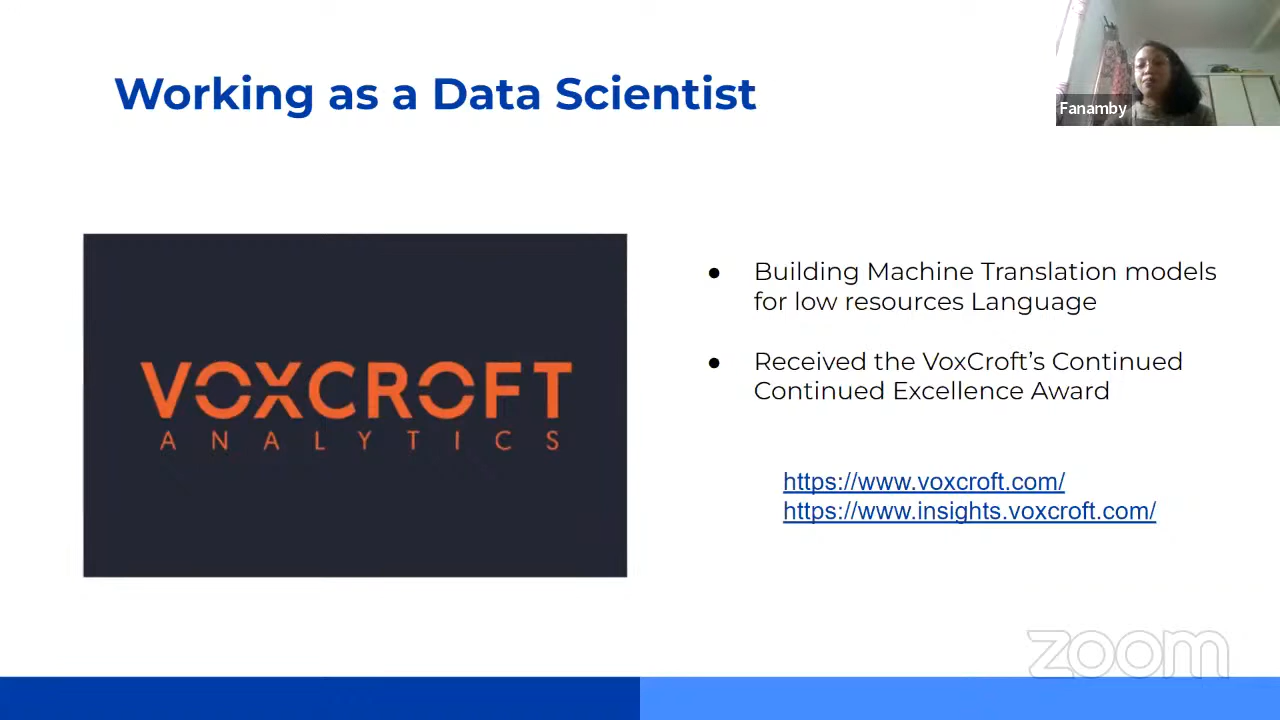 Working as a Data Scientist
Fanamby
VOXCROFT
ANALYTICS
● Building Machine Translation models
for low resources Language
● Received the VoxCroft’s Continued
Continued Excellence Award
https://www.voxcroft.com/
https://www.insights.voxcroft.com/
zoom